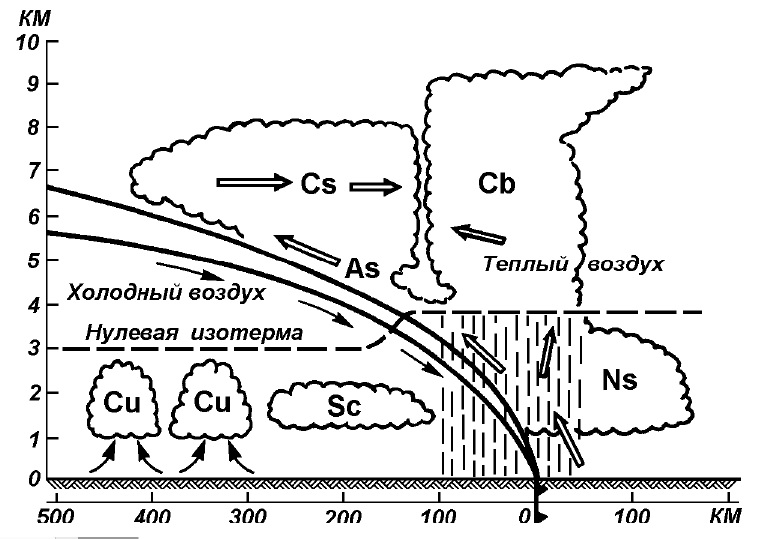 КМ
10
9
8
7
6
5
4
3
2
1
0
Cs
Cb
As
Теплый воздух
Холодный воздух
Нулевая изотерма
Ns
Cu
Cu
Sc
500 400 300 200 100 0 100 КМ